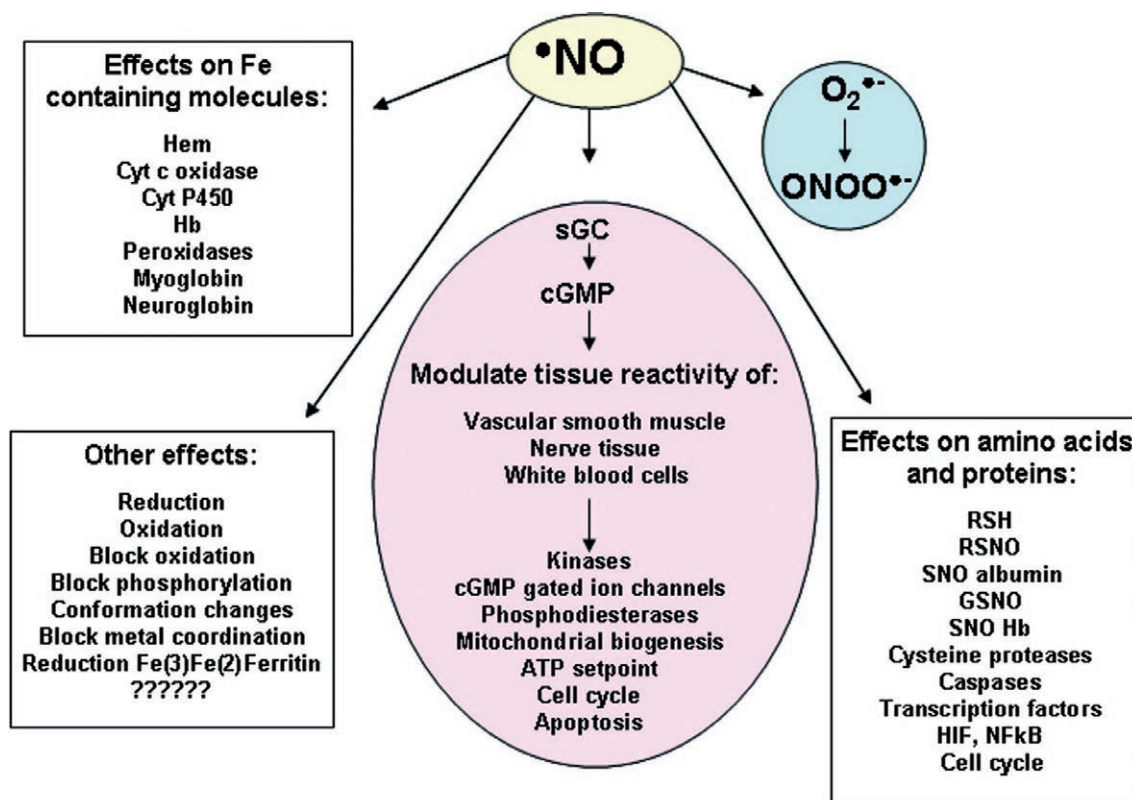 •NO
Effects on Fe
containing molecules:
Hem
Cyt c oxidase
Cyt P450
Hb
Peroxidases
Myoglobin
Neuroglobin
O₂•-
ONOO•-
sGC
cGMP
Modulate tissue reactivity of:
Vascular smooth muscle
Nerve tissue
White blood cells
Kinases
cGMP gated ion channels
Phosphodiesterases
Mitochondrial biogenesis
ATP setpoint
Cell cycle
Apoptosis
Other effects:
Reduction
Oxidation
Block oxidation
Block phosphorylation
Conformation changes
Block metal coordination
Reduction Fe(3)Fe(2)Ferritin
??????
Effects on amino acids
and proteins:
RSH
RSNO
SNO albumin
GSNO
SNO Hb
Cysteine proteases
Caspases
Transcription factors
HIF, NFkB
Cell cycle